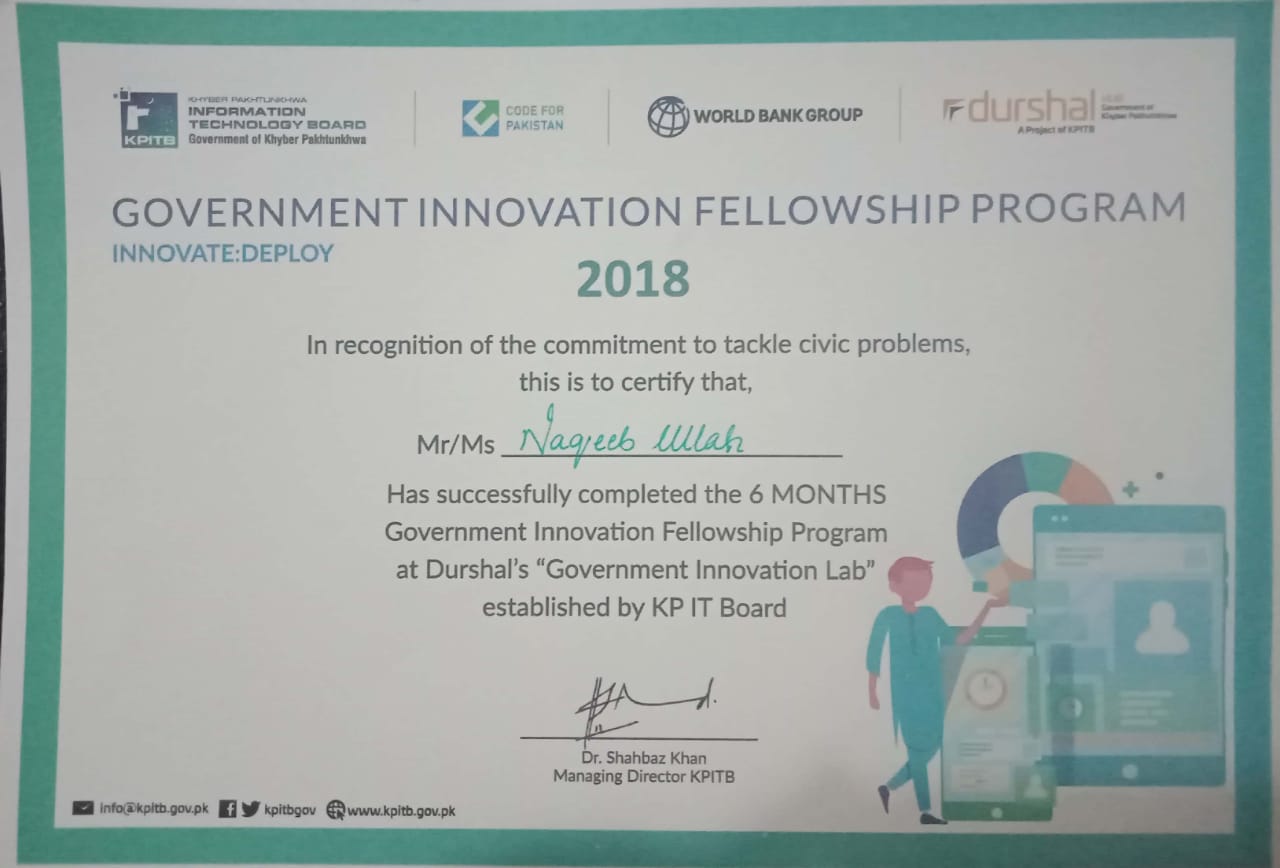 KHYBER PAKHTUNKHWA
INFORMATION
TECHNOLOGY BOARD
Government of Khyber Pakhtunkhwa
KPITB
CODE FOR
PAKISTAN
WORLD BANK GROUP
durshal
Government of
Khyber Pakhtunkhwa
A Project of KPITB
GOVERNMENT INNOVATION FELLOWSHIP PROGRAM
INNOVATE:DEPLOY
2018
In recognition of the commitment to tackle civic problems,
this is to certify that,
Mr/Ms Naqeeb Ullah
Has successfully completed the 6 MONTHS
Government Innovation Fellowship Program
at Durshal's “Government Innovation Lab”
established by KP IT Board
Dr. Shahbaz Khan
Managing Director KPITB
info@kpitb.gov.pk kpitbgov www.kpitb.gov.pk